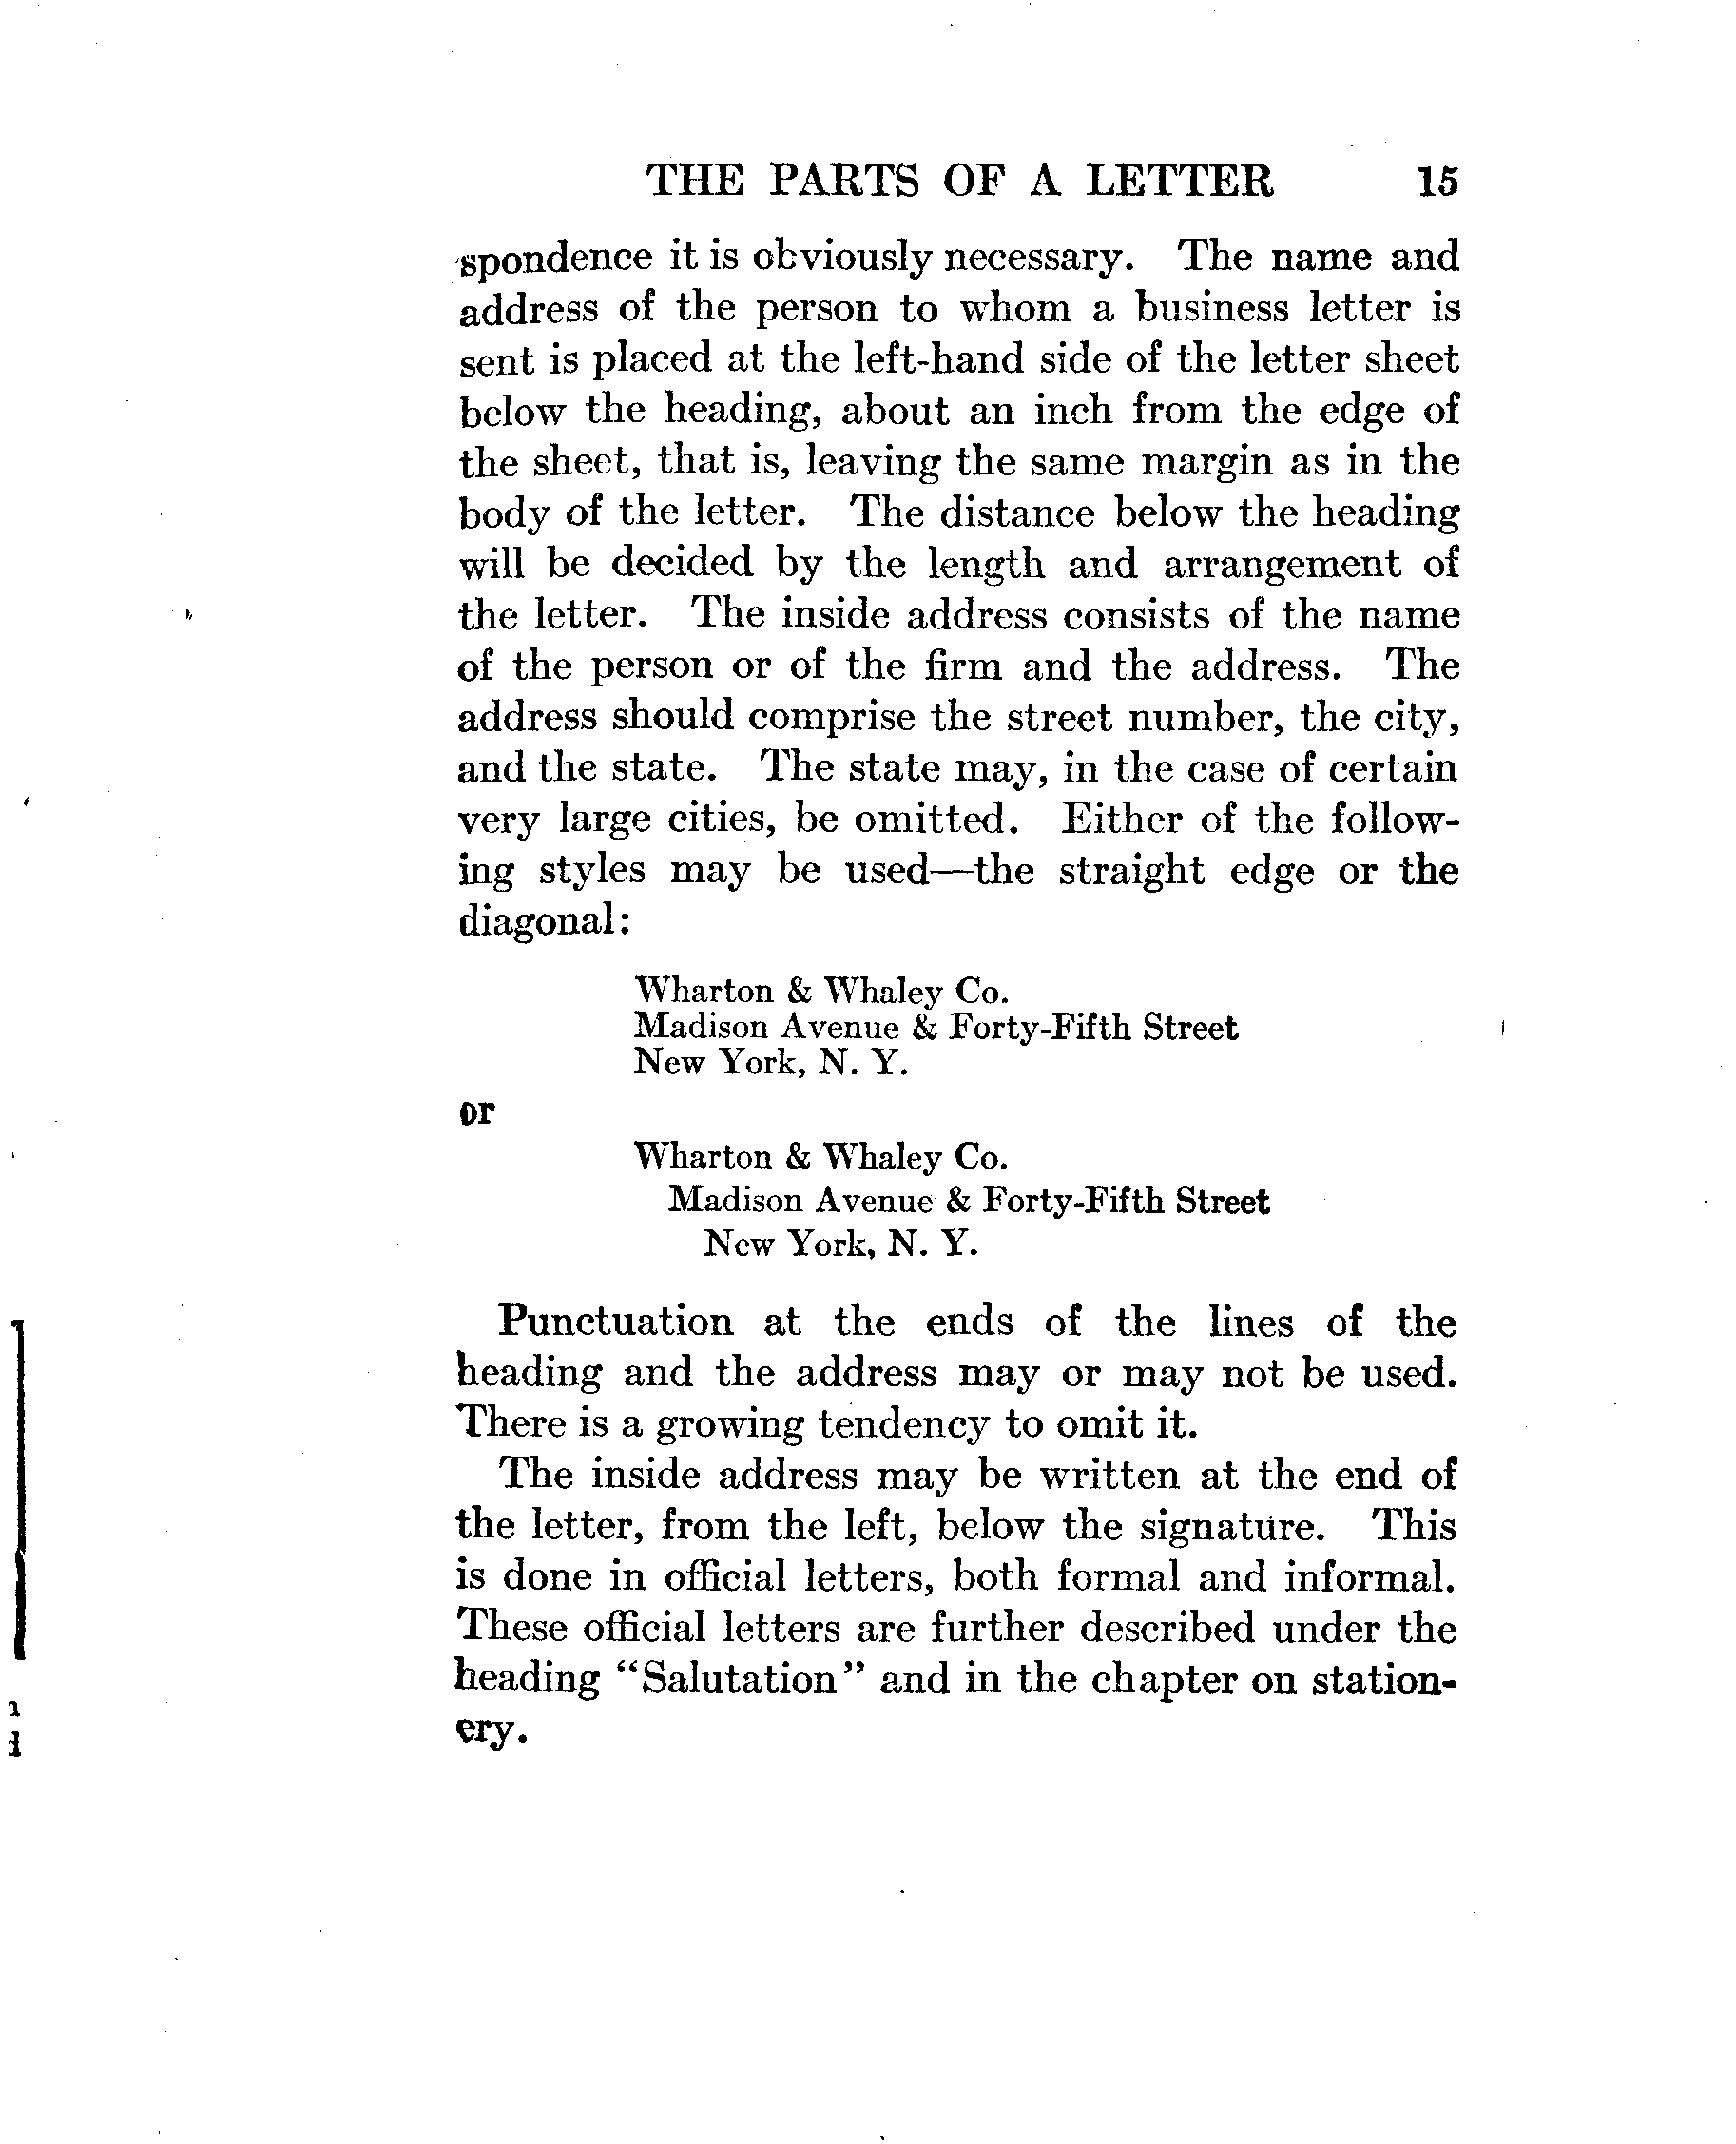 THE PARTS OF A LETTER 15
spondence it is obviously necessary. The name and
address of the person to whom a business letter is
sent is placed at the left-hand side of the letter sheet
below the heading, about an inch from the edge of
the sheet, that is, leaving the same margin as in the
body of the letter. The distance below the heading
will be decided by the length and arrangement of
the letter. The inside address consists of the name
of the person or of the firm and the address. The
address should comprise the street number, the city,
and the state. The state may, in the case of certain
very large cities, be omitted. Either of the follow-
ing styles may be used—the straight edge or the
diagonal:
Wharton & Whaley Co.
Madison Avenue & Forty-Fifth Street
New York, N. Y.
or
Wharton & Whaley Co.
Madison Avenue & Forty-Fifth Street
New York, N. Y.
Punctuation at the ends of the lines of the
heading and the address may or may not be used.
There is a growing tendency to omit it.
The inside address may be written at the end of
the letter, from the left, below the signature. This
is done in official letters, both formal and informal.
These official letters are further described under the
heading “Salutation” and in the chapter on station-
ery.